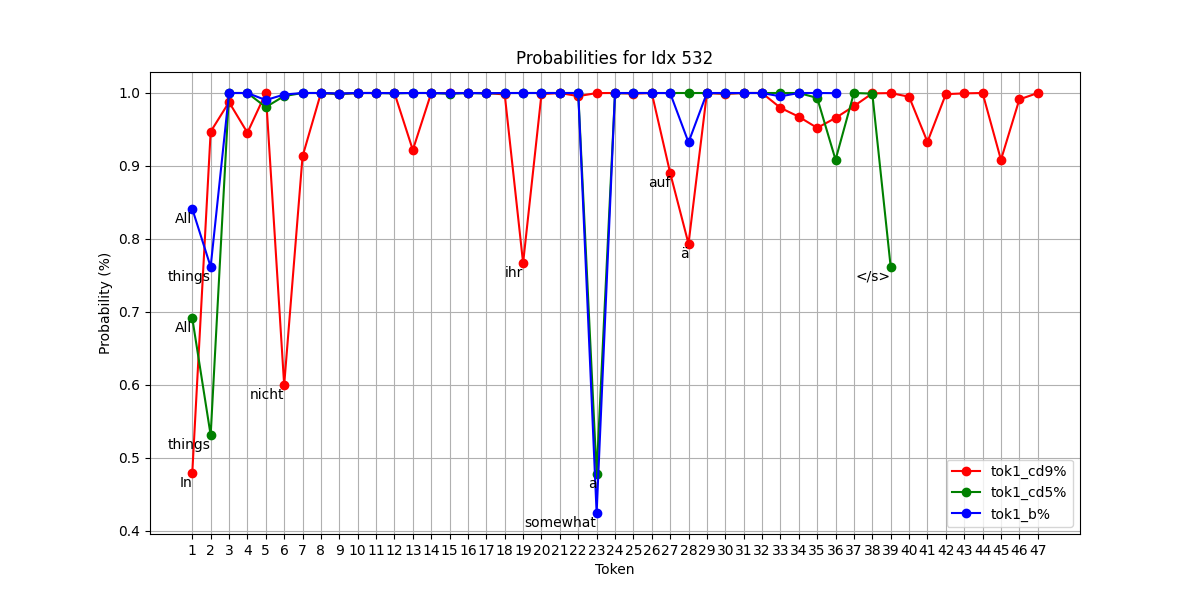 Probabilities for Idx 532
Probability (%)
1.0
0.9
0.8
0.7
0.6
0.5
0.4
All
things
All
things
In
nicht
ihr
a
somewhat
auf
ä
</s>
tok1_cd9%
tok1_cd5%
tok1_b%
1 2 3 4 5 6 7 8 9 10 11 12 13 14 15 16 17 18 19 20 21 22 23 24 25 26 27 28 29 30 31 32 33 34 35 36 37 38 39 40 41 42 43 44 45 46 47
Token